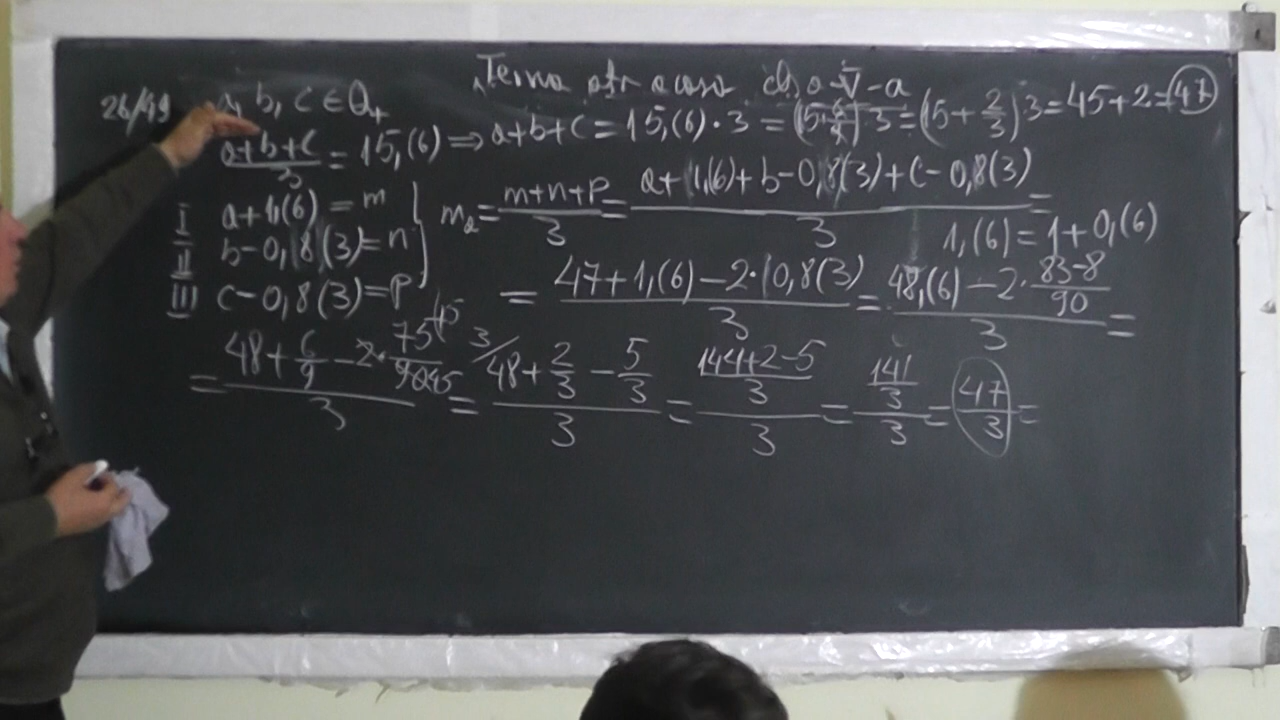 Tema
26/49 a, b, c ∈ Q₊
(a+b+c)/3 = 15,(6) ⟹ a+b+c = 15,(6)·3 = (15 6/9)·3 = (15 + 2/3)·3 = 45+2 = 47
I a+1,(6) = m
II b-0,8(3)=n
III c-0,8(3)=p
mₐ = (m+n+p)/3 = (a+1,(6)+b-0,8(3)+c-0,8(3))/3 =
1,(6) = 1+0,(6)
= (47+1,(6)-2·0,8(3))/3 = (48,(6)-2·(83-8)/90)/3 =
= (48+6/9-2·75/90)/3 = (48+2/3-5/3)/3 = ((144+2-5)/3)/3 = (141/3)/3 = 47/3 =